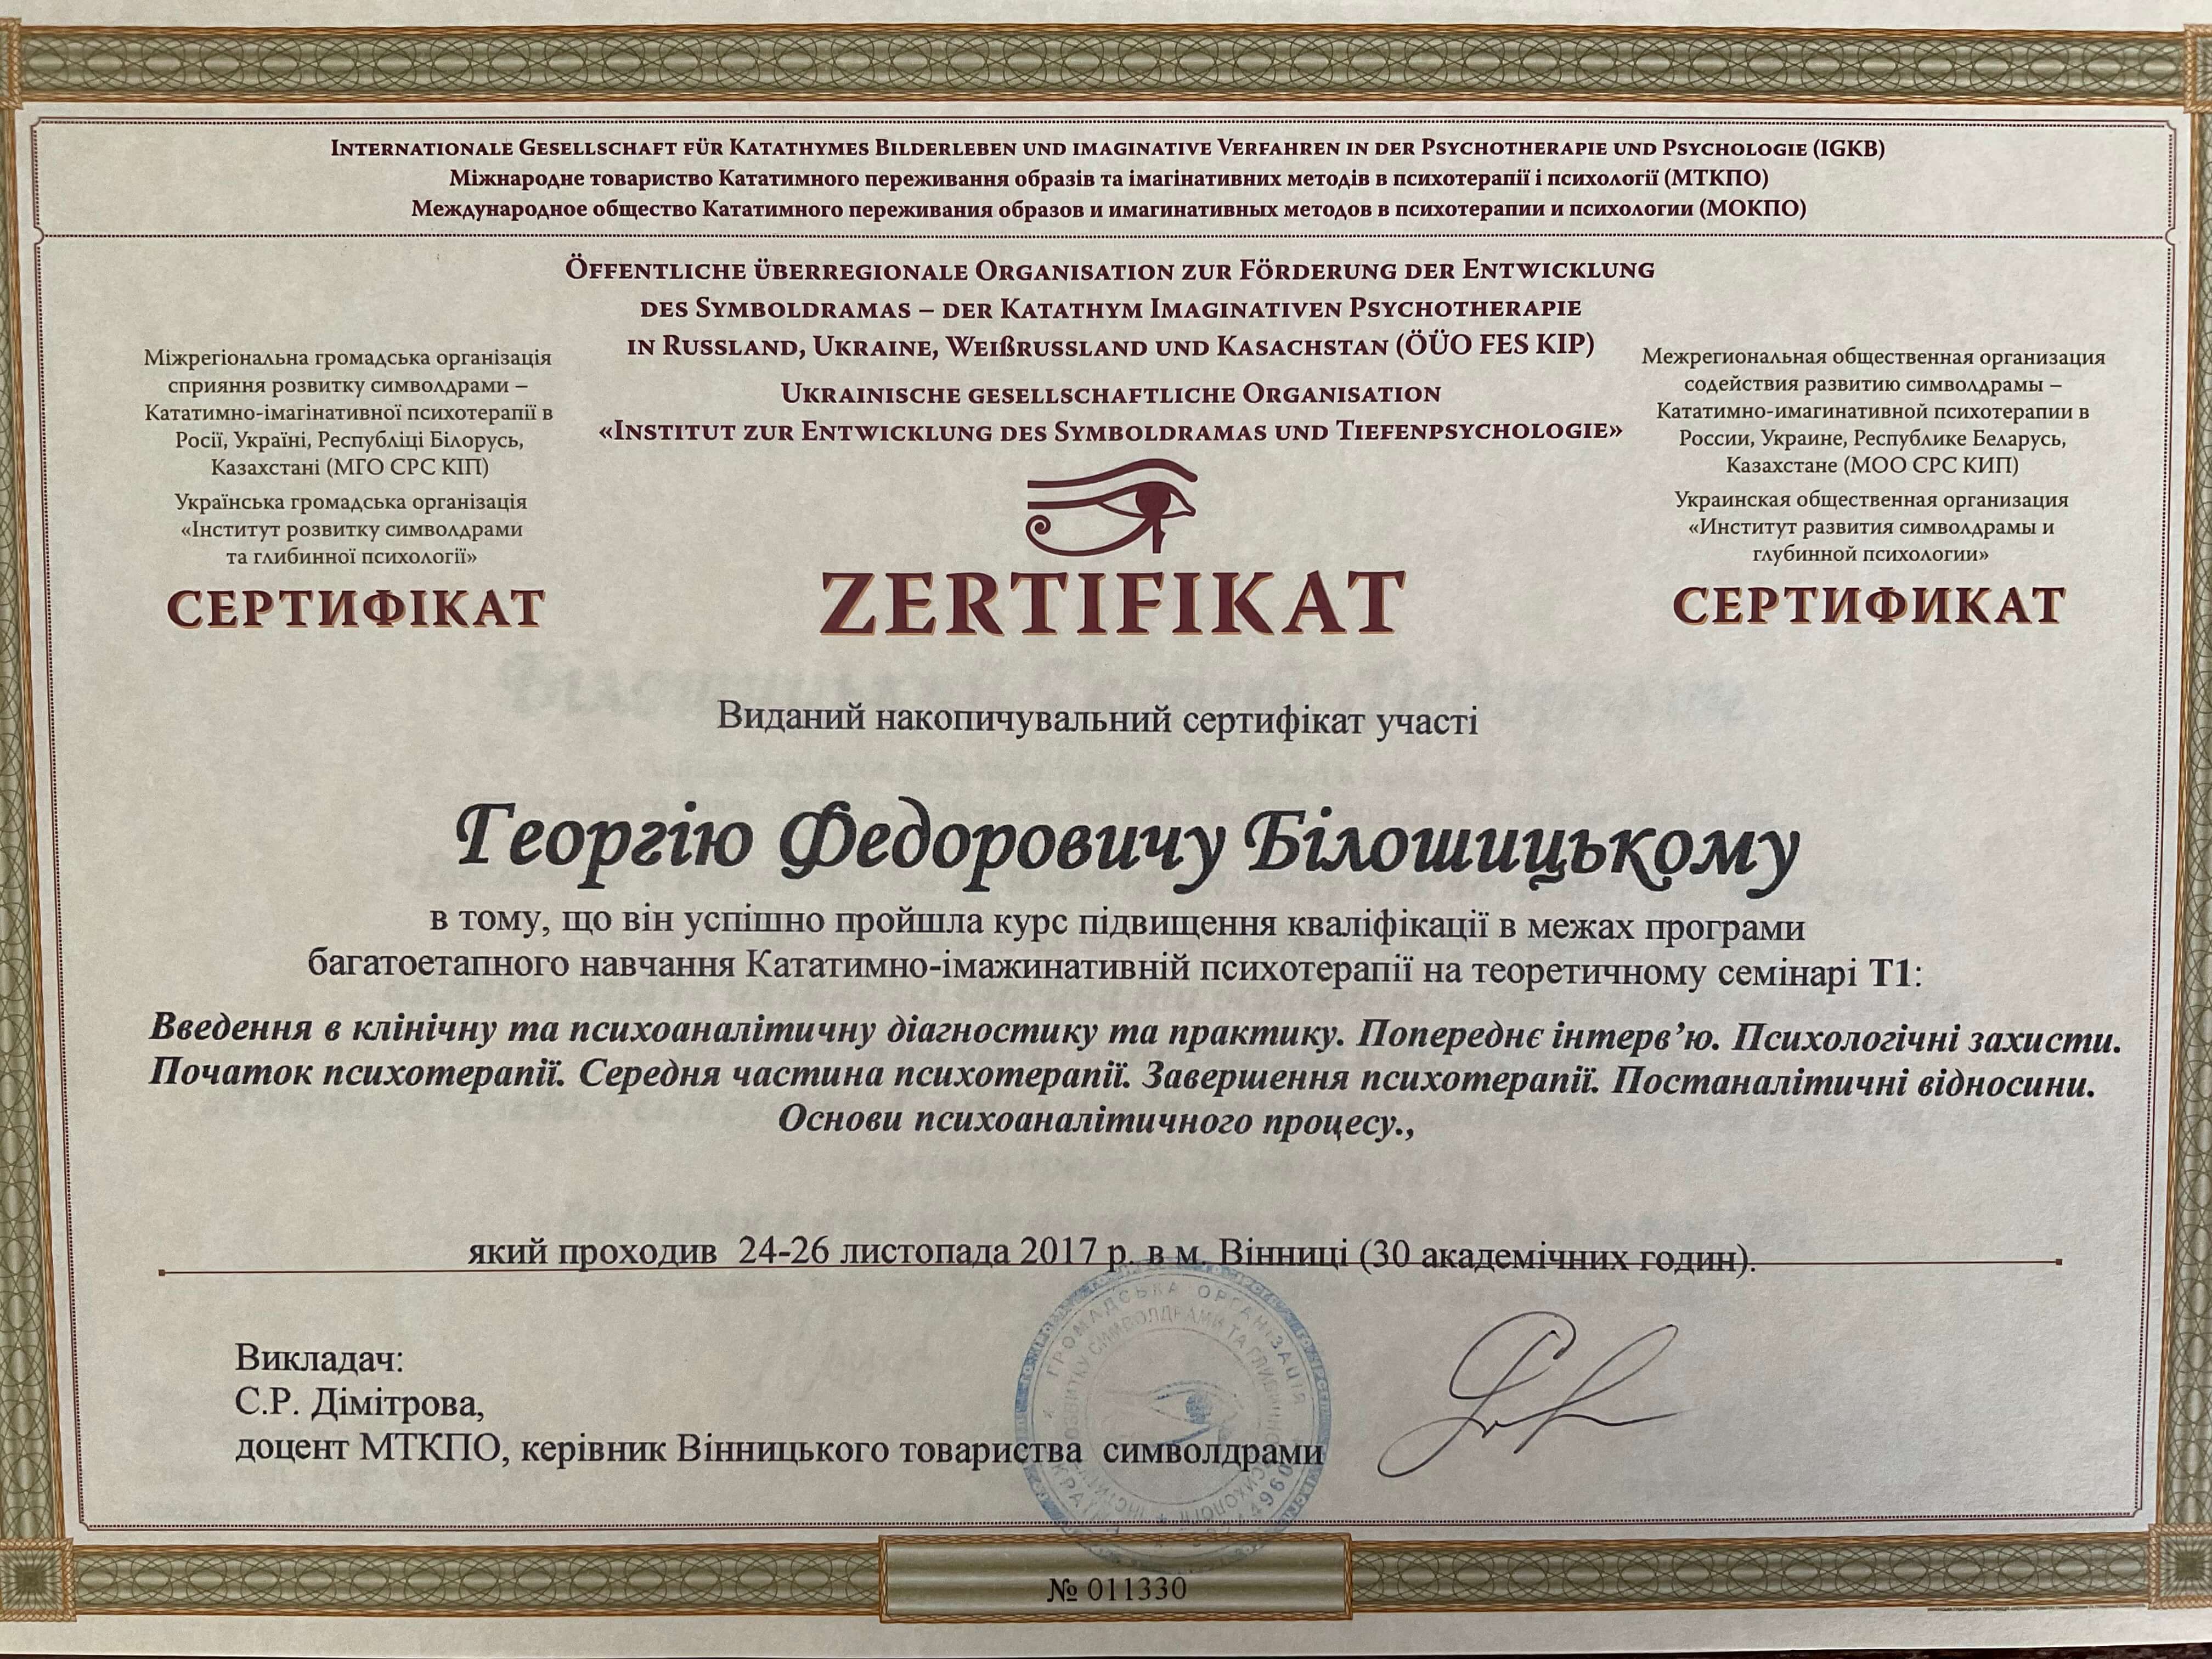 Internationale Gesellschaft für Katathymes Bilderleben und imaginative Verfahren in der Psychotherapie und Psychologie (IGKB)
Міжнародне товариство Кататимного переживання образів та імагінативних методів в психотерапії і психології (МТКПО)
Международное общество Кататимного переживания образов и имагинативных методов в психотерапии и психологии (МОКПО)
Öffentliche überregionale Organisation zur Förderung der Entwicklung
des Symboldramas – der Katathym Imaginativen Psychotherapie
in Russland, Ukraine, Weißrussland und Kasachstan (ÖÜO FES KIP)
Ukrainische gesellschaftliche Organisation
«Institut zur Entwicklung des Symboldramas und Tiefenpsychologie»
Міжрегіональна громадська організація
сприяння розвитку символдрами –
Кататимно-імагінативної психотерапії в
Росії, Україні, Республіці Білорусь,
Казахстані (МГО СРС КІП)
Українська громадська організація
«Інститут розвитку символдрами
та глибинної психології»
СЕРТИФІКАТ
ZERTIFIKAT
Межрегиональная общественная организация
содействия развитию символдрамы –
Кататимно-имагинативной психотерапии в
России, Украине, Республике Беларусь,
Казахстане (МОО СРС КИП)
Украинская общественная организация
«Институт развития символдрамы и
глубинной психологии»
СЕРТИФИКАТ
Виданий накопичувальний сертифікат участі
Георгію Федоровичу Білошицькому
в тому, що він успішно пройшла курс підвищення кваліфікації в межах програми
багатоетапного навчання Кататимно-імажинативній психотерапії на теоретичному семінарі Т1:
Введення в клінічну та психоаналітичну діагностику та практику. Попереднє інтерв’ю. Психологічні захисти.
Початок психотерапії. Середня частина психотерапії. Завершення психотерапії. Постаналітичні відносини.
Основи психоаналітичного процесу.,
який проходив 24-26 листопада 2017 р. в м. Вінниці (30 академічних годин).
Викладач:
С.Р. Дімітрова,
доцент МТКПО, керівник Вінницького товариства символдрами
ГРОМАДСЬКА ОРГАНІЗАЦІЯ
РОЗВИТКУ СИМВОЛДРАМИ ТА ГЛИБИННОЇ ПСИХОЛОГІЇ
№ 011330